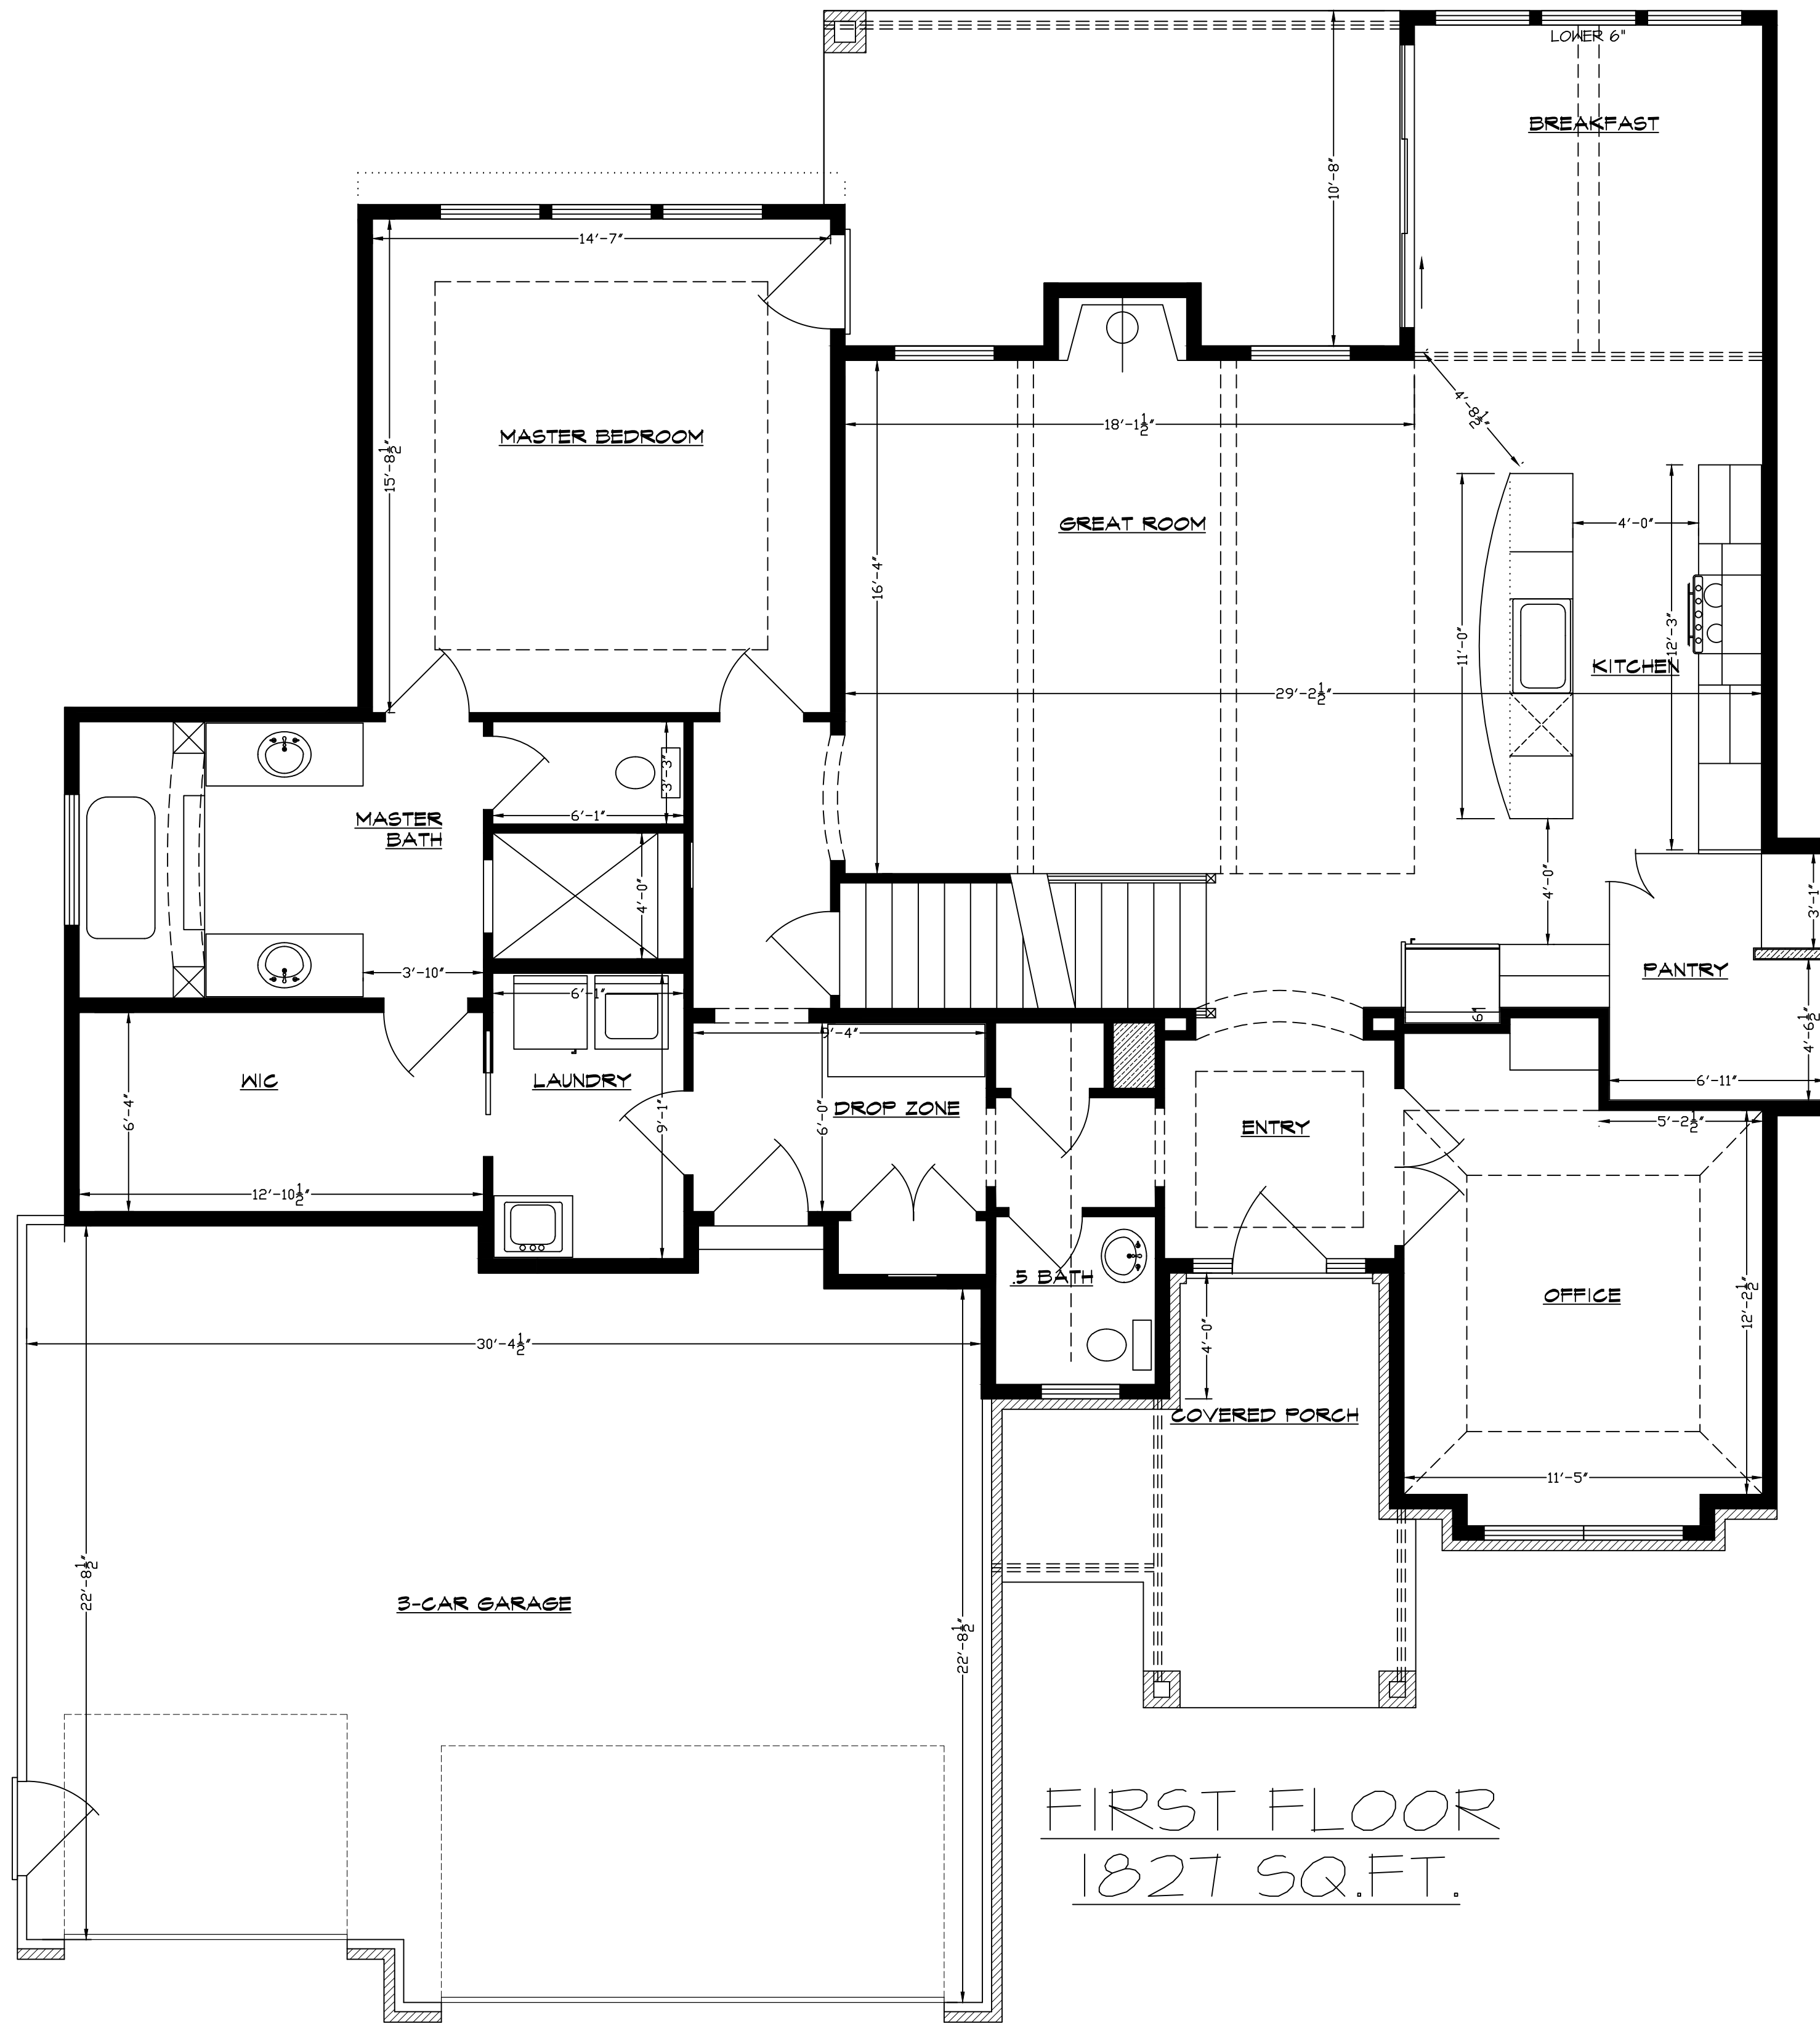 LOWER 6"
BREAKFAST
10'-8"
14'-7"
4'-8½"
18'-1½"
MASTER BEDROOM
15'-8½"
GREAT ROOM
4'-0"
16'-4"
11'-0"
12'-3"
KITCHEN
29'-2½"
3'-3"
6'-1"
MASTER
BATH
4'-0"
4'-0"
3'-1"
3'-10"
6'-1"
PANTRY
61
4'-6½"
9'-4"
WIC
LAUNDRY
6'-11"
6'-4"
9'-1"
6'-0"
DROP ZONE
ENTRY
5'-2½"
12'-10½"
.5 BATH
OFFICE
12'-2½"
30'-4½"
4'-0"
COVERED PORCH
11'-5"
22'-8½"
3-CAR GARAGE
22'-8½"
FIRST FLOOR
1827 SQ.FT.